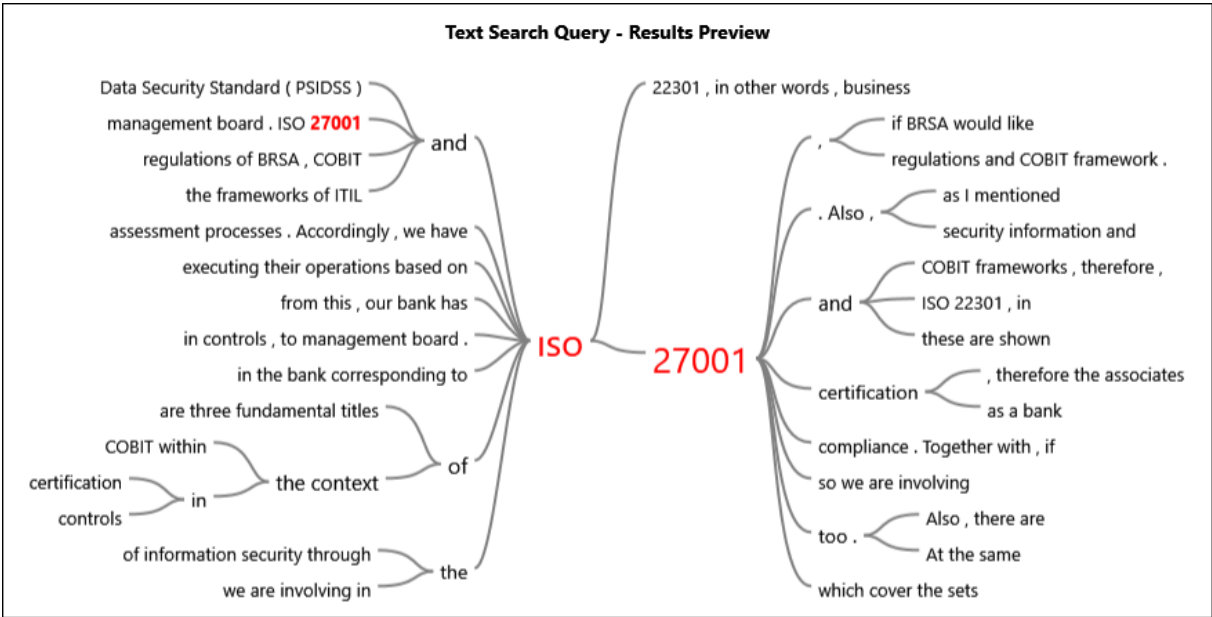 Text Search Query - Results Preview
Data Security Standard ( PSIDSS )
management board . ISO 27001
regulations of BRSA , COBIT
the frameworks of ITIL
and
assessment processes . Accordingly , we have
executing their operations based on
from this , our bank has
in controls , to management board .
in the bank corresponding to
are three fundamental titles
COBIT within
certification
controls
in
the context
of
of information security through
we are involving in
the
ISO
22301 , in other words , business
27001
,
if BRSA would like
regulations and COBIT framework .
. Also ,
as I mentioned
security information and
and
COBIT frameworks , therefore ,
ISO 22301 , in
these are shown
certification
, therefore the associates
as a bank
compliance . Together with , if
so we are involving
too .
Also , there are
At the same
which cover the sets